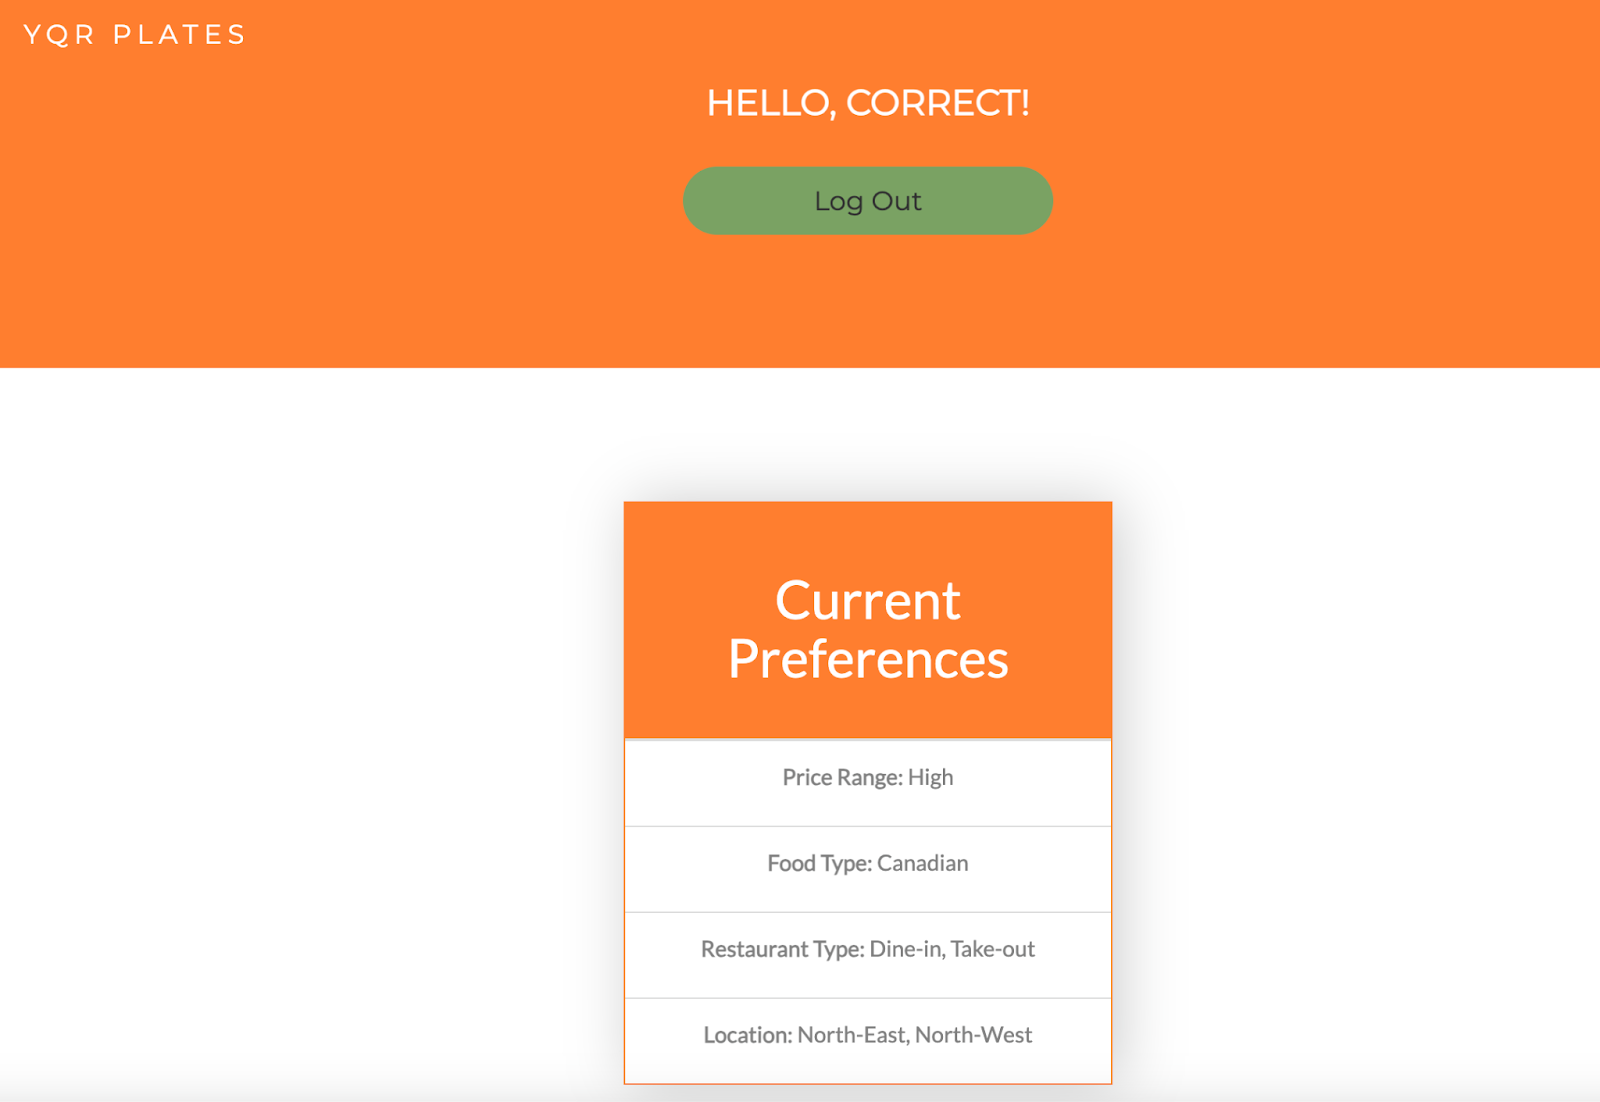 YQR PLATES
HELLO, CORRECT!
Log Out
Current
Preferences
Price Range: High
Food Type: Canadian
Restaurant Type: Dine-in, Take-out
Location: North-East, North-West